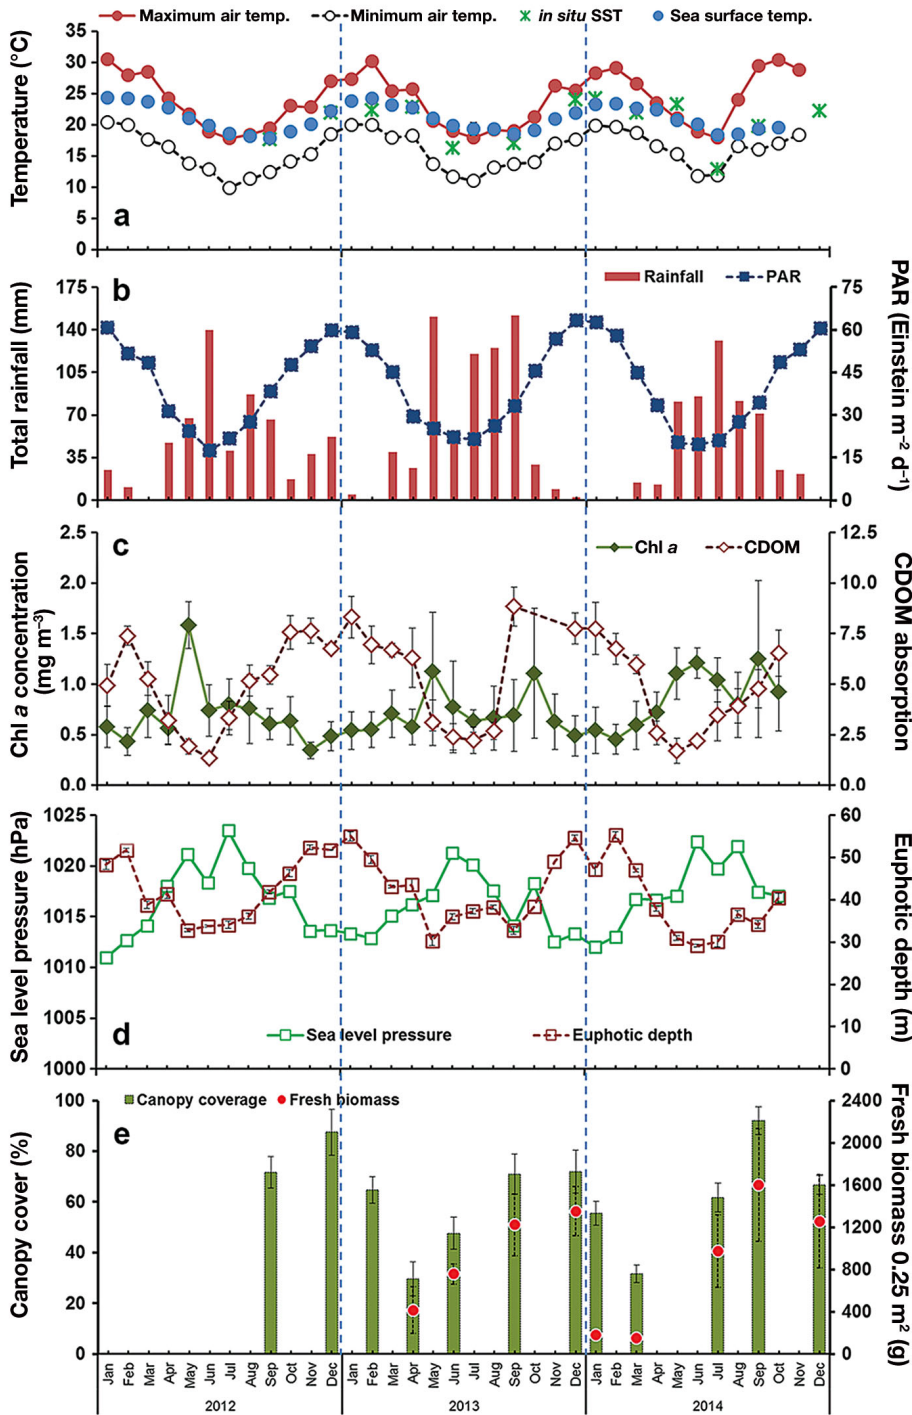 Maximum air temp. Minimum air temp. in situ SST Sea surface temp.
Temperature (°C)
35
30
25
20
15
10
5
0
a
Total rainfall (mm)
175
140
105
70
35
0
b
Rainfall PAR
75
60
45
30
15
0
PAR (Einstein m⁻² d⁻¹)
Chl a concentration
(mg m⁻³)
2.5
2.0
1.5
1.0
0.5
0.0
c
Chl a CDOM
12.5
10.0
7.5
5.0
2.5
0.0
CDOM absorption
Sea level pressure (hPa)
1025
1020
1015
1010
1005
1000
d
Sea level pressure Euphotic depth
60
50
40
30
20
10
0
Euphotic depth (m)
Canopy cover (%)
100
80
60
40
20
0
Canopy coverage Fresh biomass
e
2400
2000
1600
1200
800
400
0
Fresh biomass 0.25 m² (g)
Jan Feb Mar Apr May Jun Jul Aug Sep Oct Nov Dec Jan Feb Mar Apr May Jun Jul Aug Sep Oct Nov Dec Jan Feb Mar Apr May Jun Jul Aug Sep Oct Nov Dec
2012 2013 2014